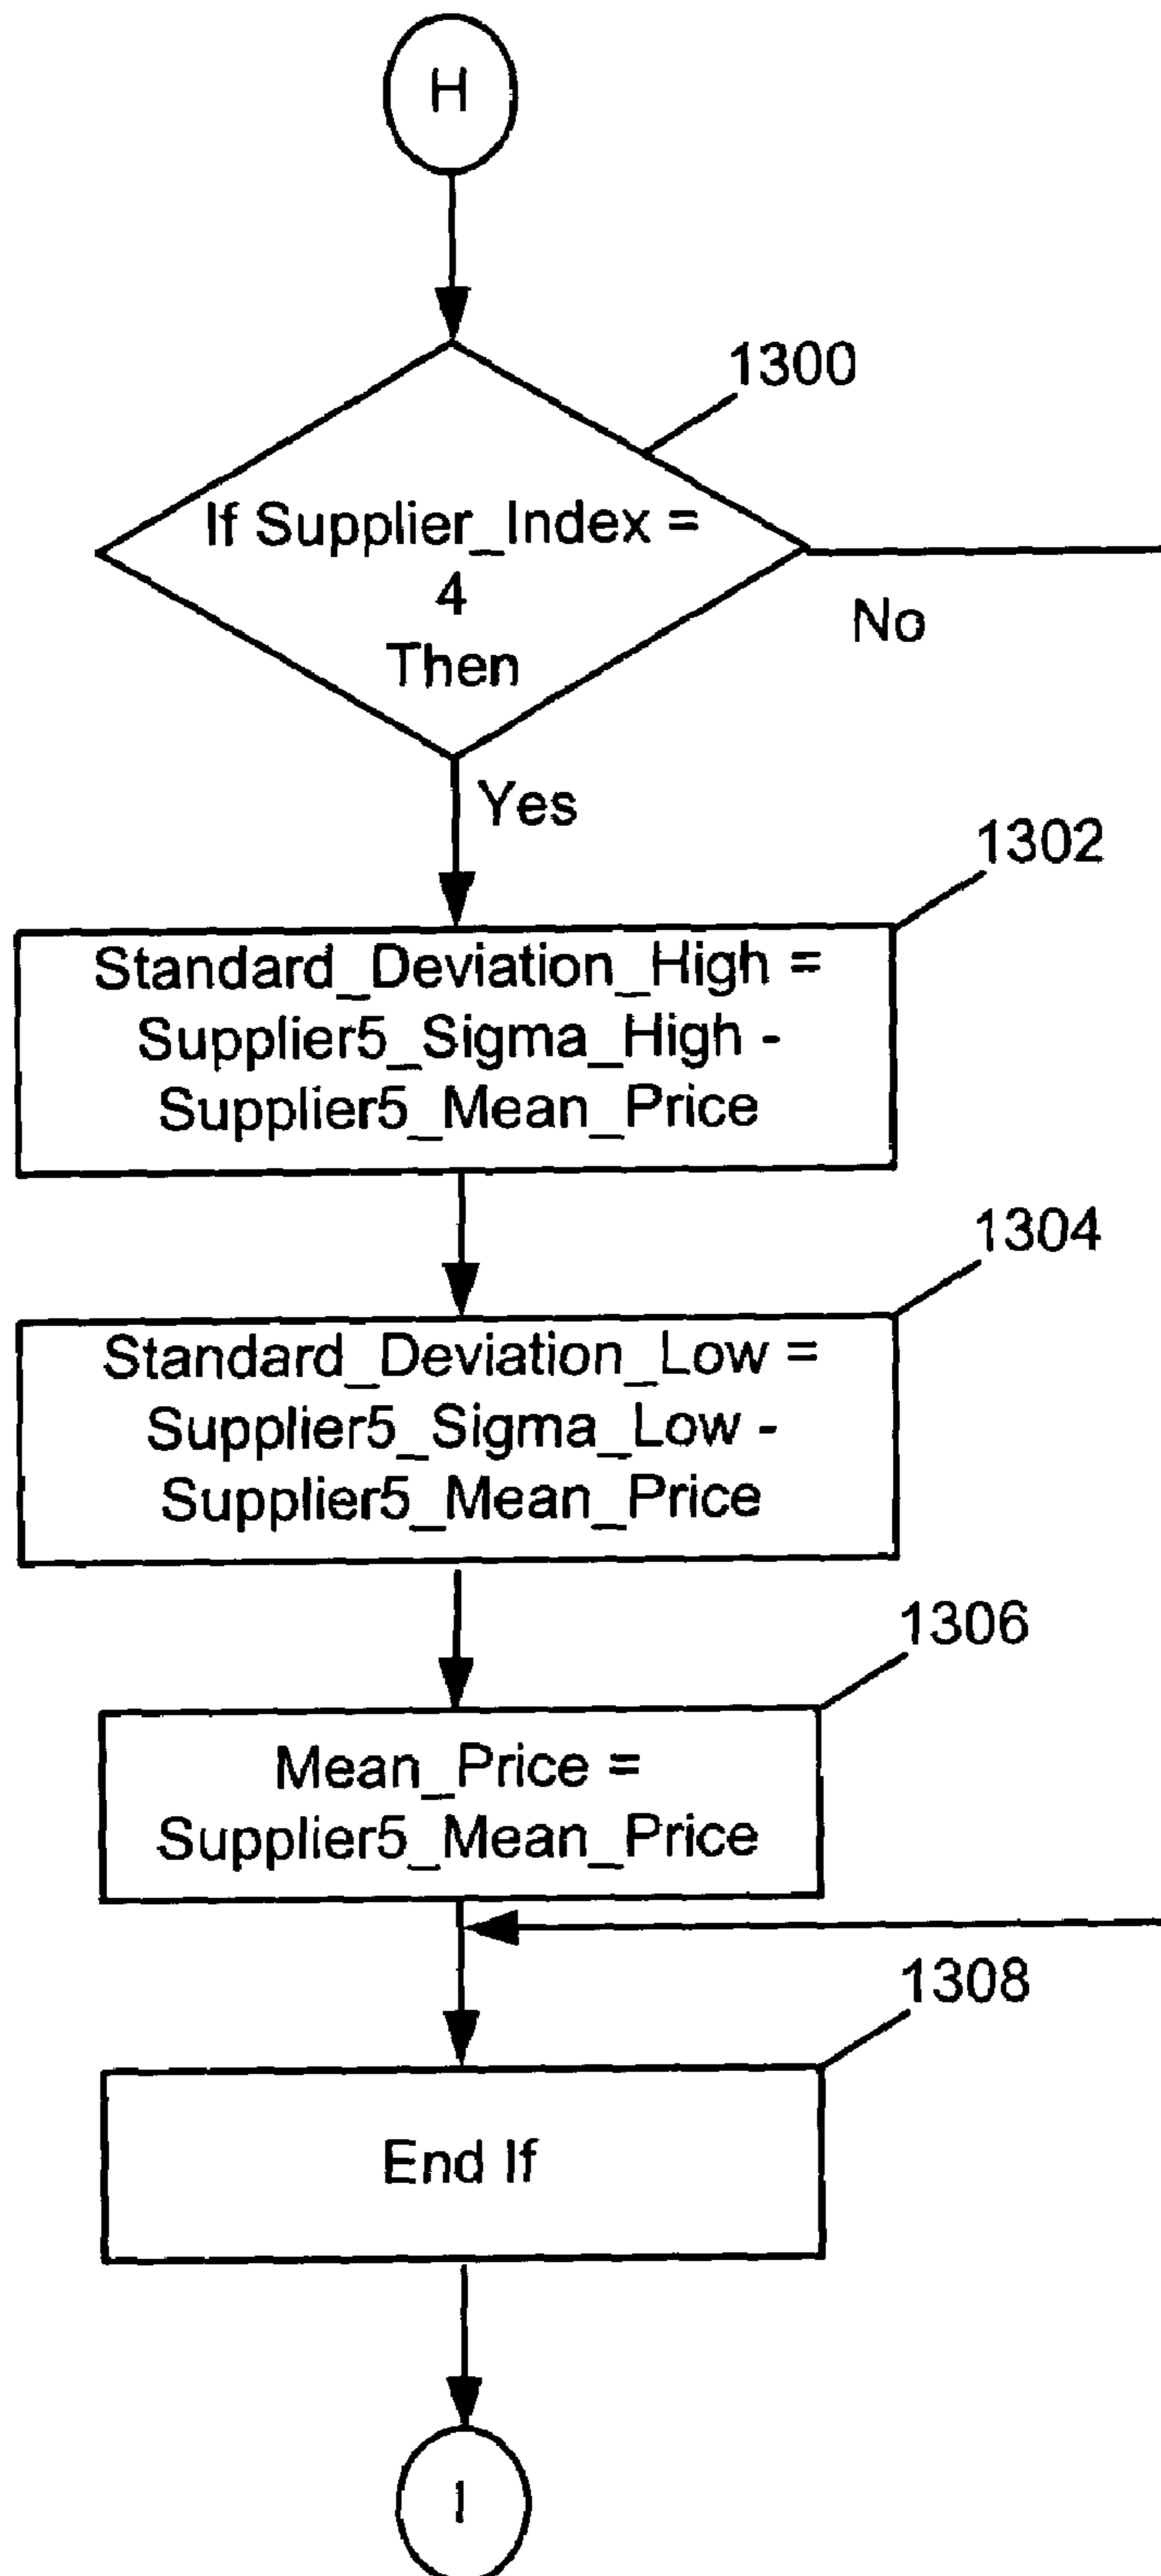 H
1300
If Supplier_Index =
4
Then
No
Yes
1302
Standard_Deviation_High =
Supplier5_Sigma_High -
Supplier5_Mean_Price
1304
Standard_Deviation_Low =
Supplier5_Sigma_Low -
Supplier5_Mean_Price
1306
Mean_Price =
Supplier5_Mean_Price
1308
End If
I